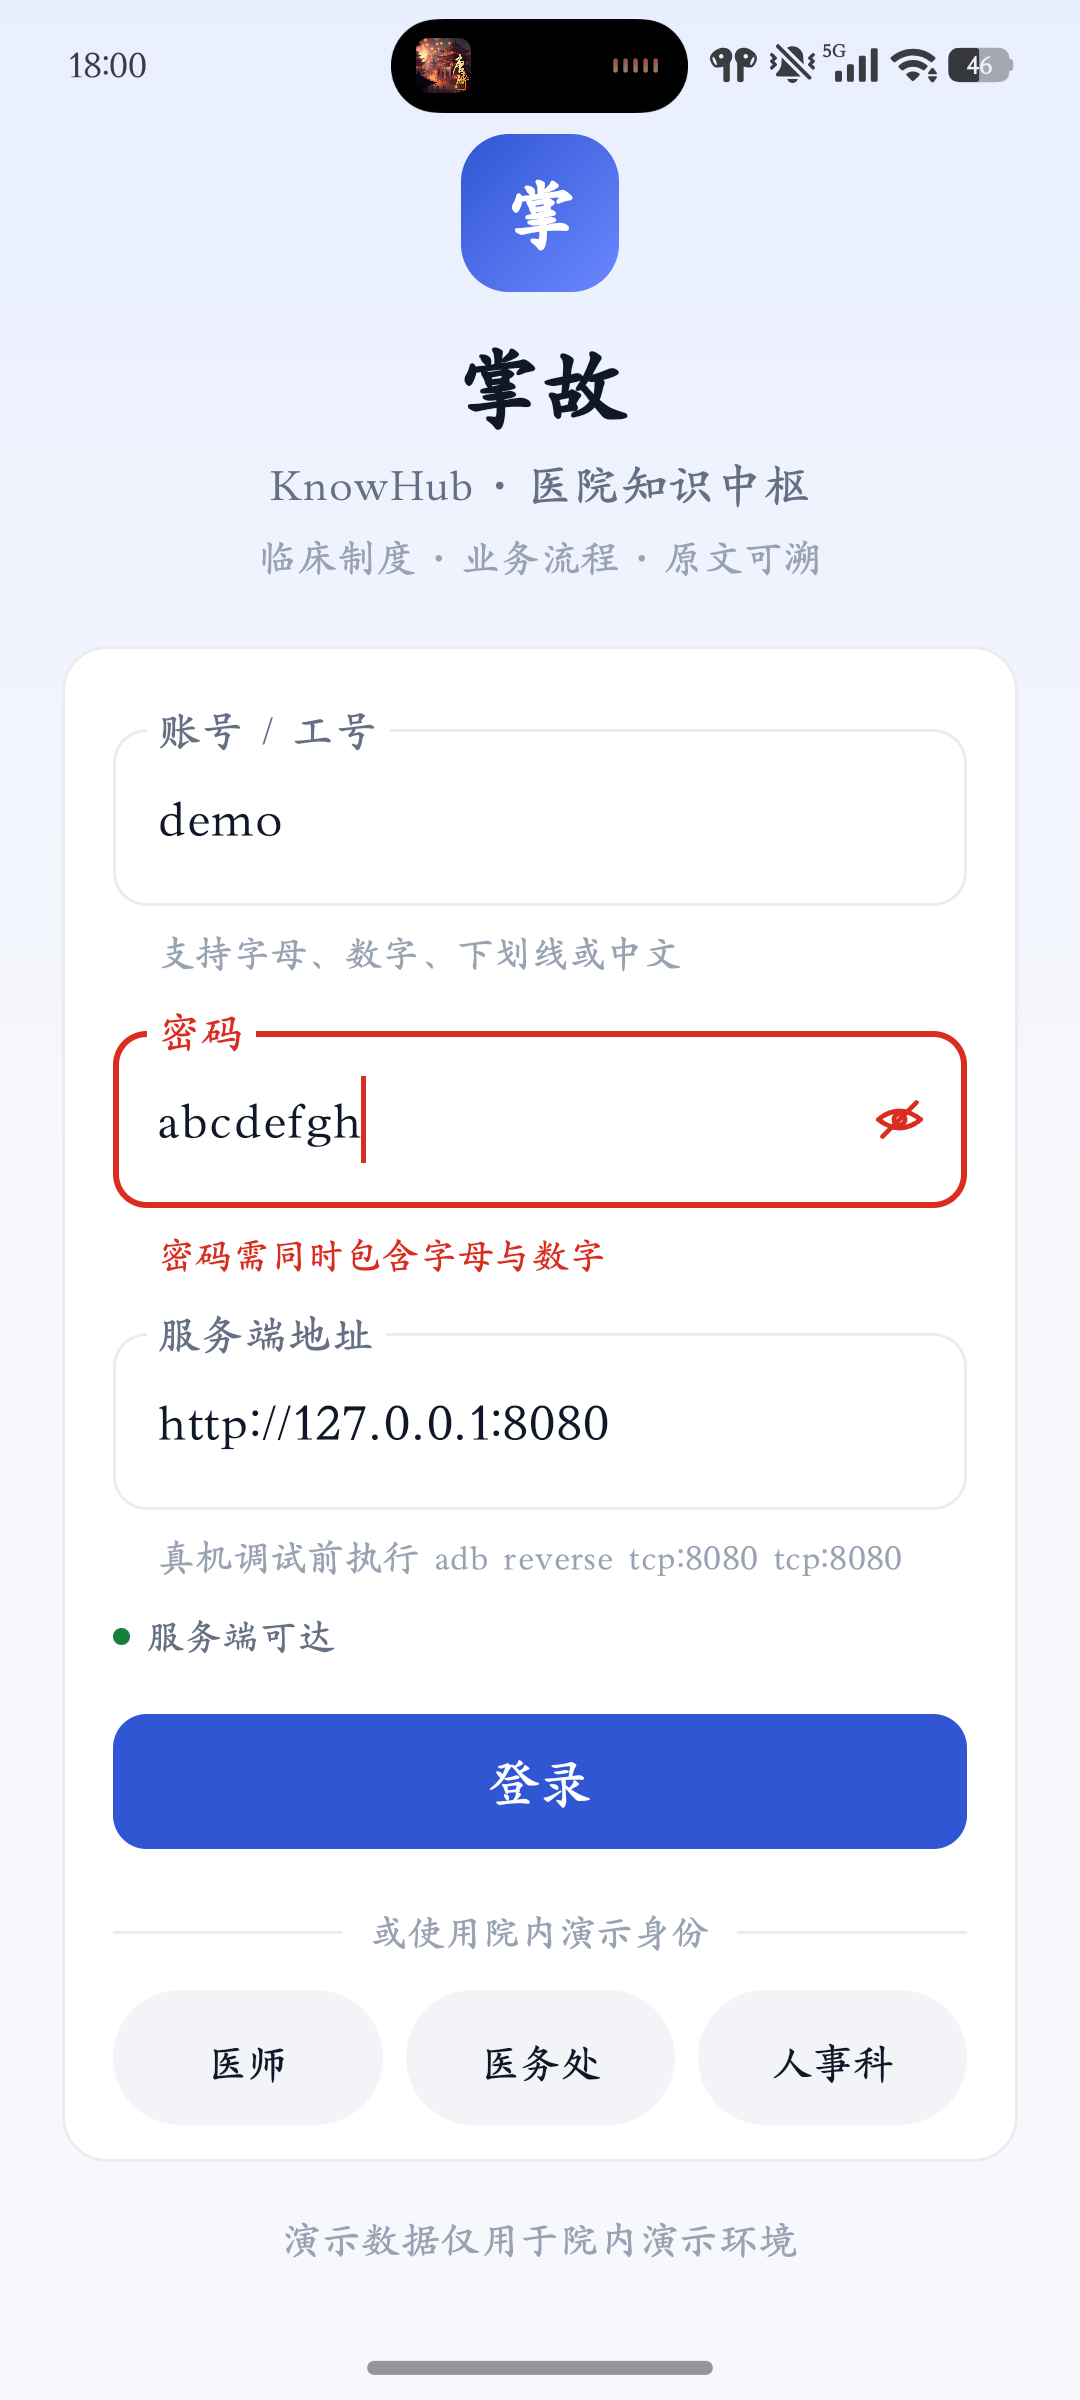 18:00
5G
46
掌
掌故
KnowHub · 医院知识中枢
临床制度 · 业务流程 · 原文可溯
账号 / 工号
demo
支持字母、数字、下划线或中文
密码
abcdefgh
密码需同时包含字母与数字
服务端地址
http://127.0.0.1:8080
真机调试前执行 adb reverse tcp:8080 tcp:8080
服务端可达
登录
或使用院内演示身份
医师
医务处
人事科
演示数据仅用于院内演示环境